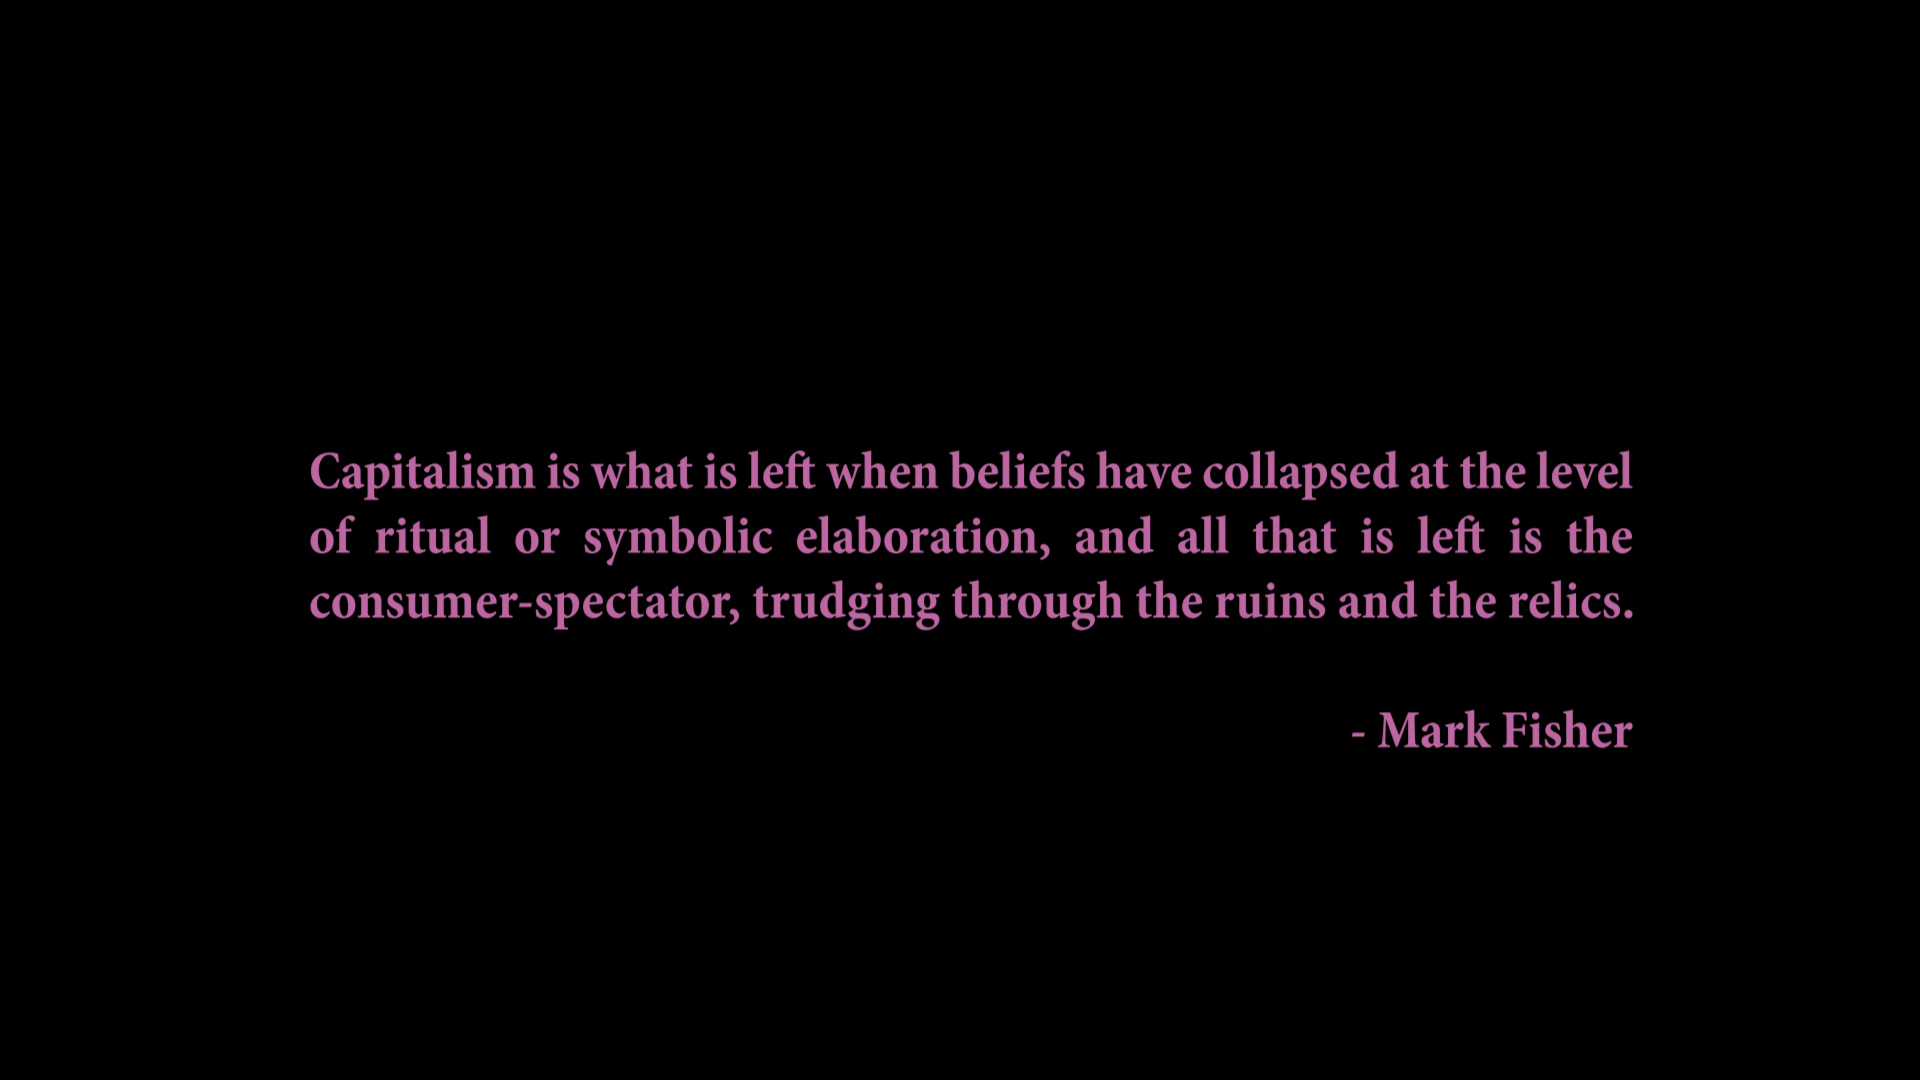 Capitalism is what is left when beliefs have collapsed at the level
of ritual or symbolic elaboration, and all that is left is the
consumer-spectator, trudging through the ruins and the relics.
- Mark Fisher